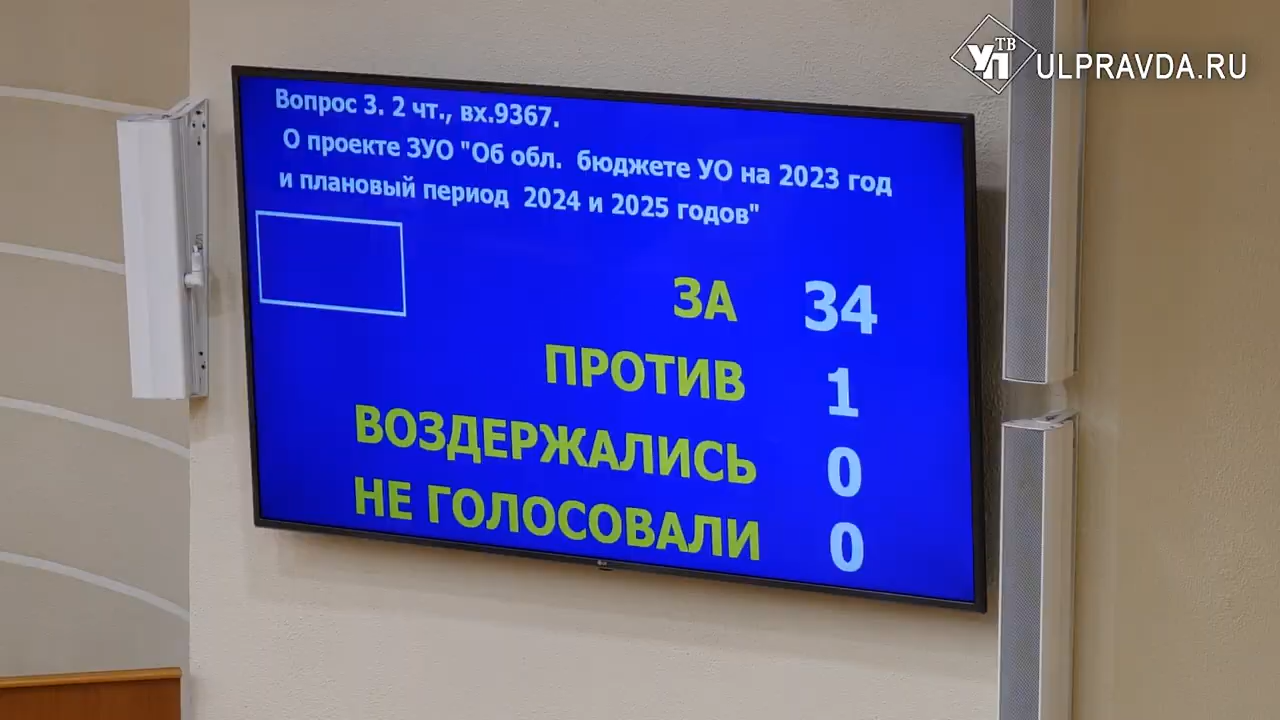 УП ТВ ULPRAVDA.RU
Вопрос 3. 2 чт., вх.9367.
О проекте ЗУО "Об обл. бюджете УО на 2023 год
и плановый период 2024 и 2025 годов"
ЗА 34
ПРОТИВ 1
ВОЗДЕРЖАЛИСЬ 0
НЕ ГОЛОСОВАЛИ 0
LG